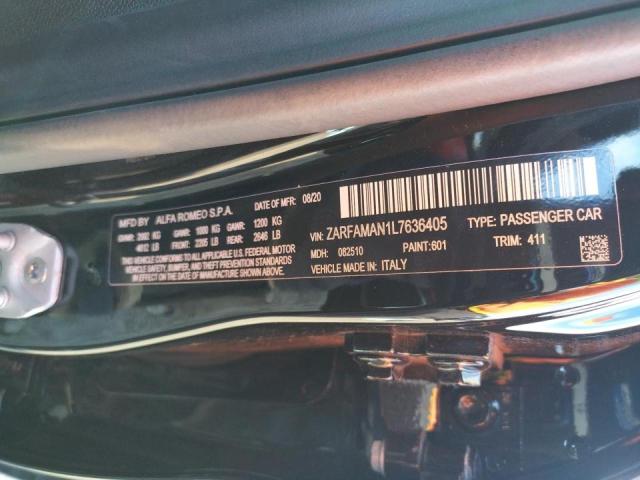 MFD BY ALFA ROMEO S.P.A. DATE OF MFR 08/20
GVWR: 2092 KG GAWR: 1000 KG GAWR: 1200 KG
4612 LB FRONT: 2205 LB REAR: 2646 LB
THIS VEHICLE CONFORMS TO ALL APPLICABLE U.S. FEDERAL MOTOR
VEHICLE SAFETY, BUMPER, AND THEFT PREVENTION STANDARDS
IN EFFECT ON THE DATE OF MANUFACTURE SHOWN ABOVE.
VIN: ZARFAMAN1L7636405 TYPE: PASSENGER CAR
MDH: 082510 PAINT:601 TRIM: 411
VEHICLE MADE IN: ITALY